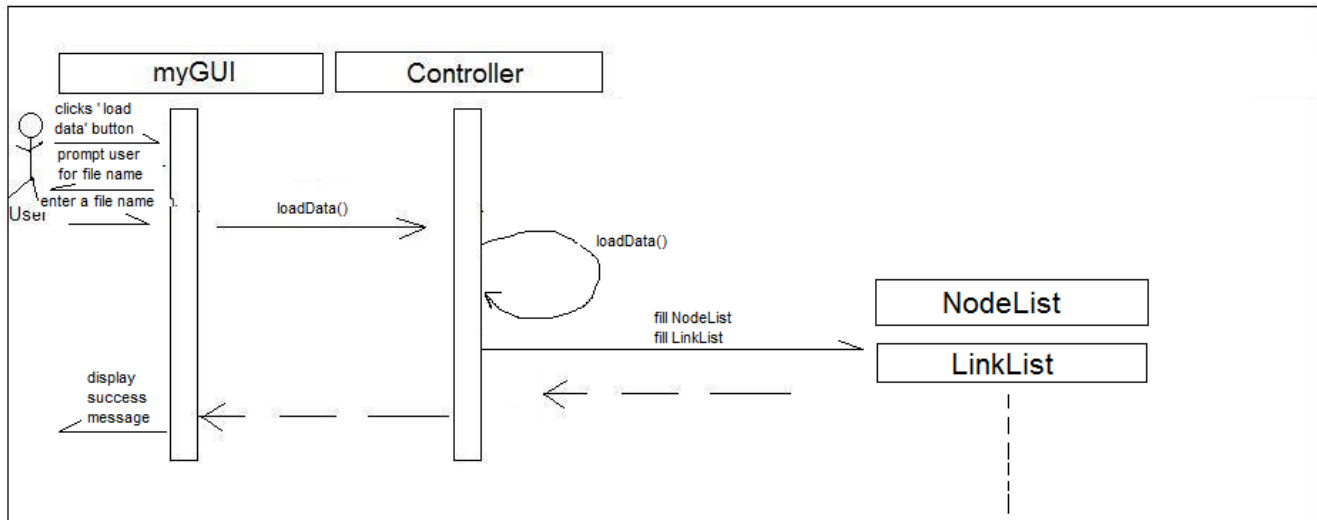 myGUI
Controller
clicks ' load
data' button
prompt user
for file name
enter a file name n.
User
loadData()
loadData()
NodeList
fill NodeList
fill LinkList
LinkList
display
success
message